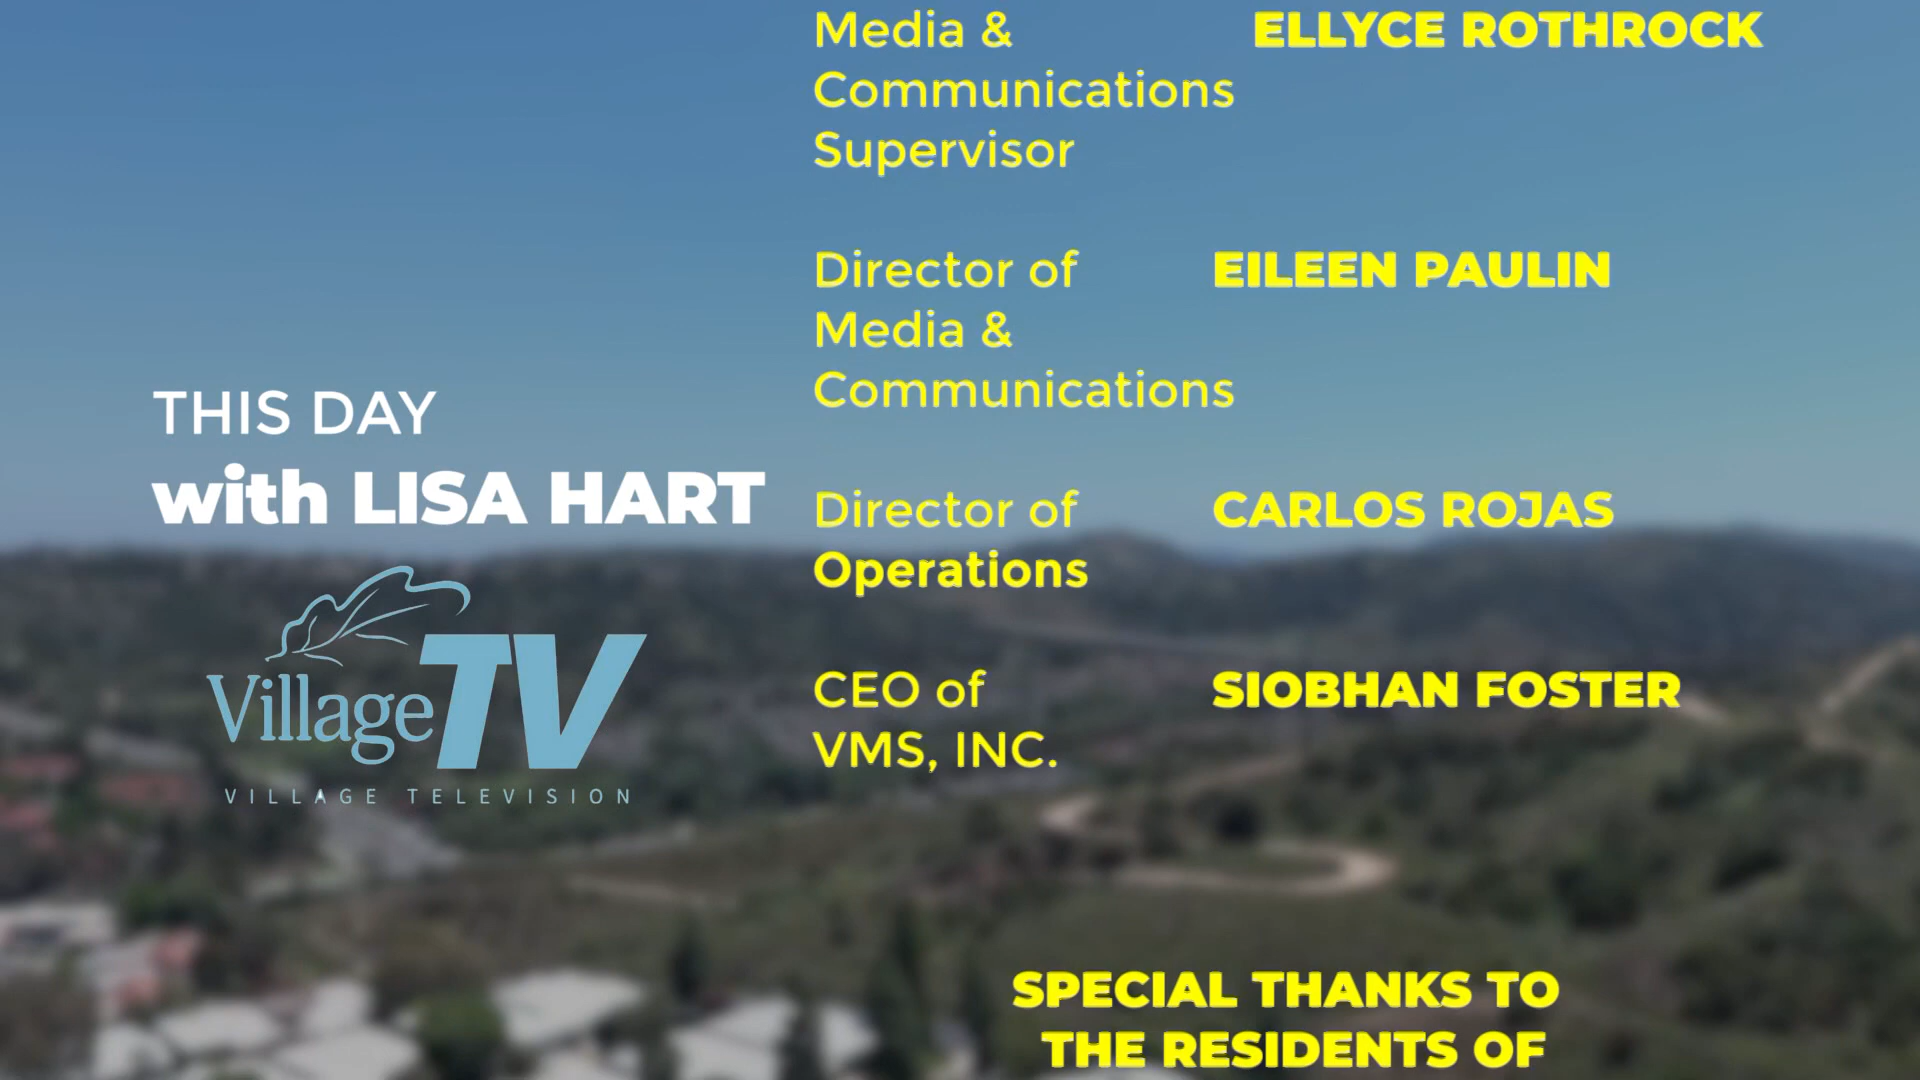 THIS DAY
with LISA HART
Village TV
VILLAGE TELEVISION
Media & ELLYCE ROTHROCK
Communications
Supervisor
Director of EILEEN PAULIN
Media &
Communications
Director of CARLOS ROJAS
Operations
CEO of SIOBHAN FOSTER
VMS, INC.
SPECIAL THANKS TO
THE RESIDENTS OF